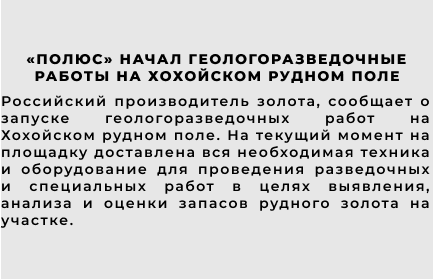 «ПОЛЮС» НАЧАЛ ГЕОЛОГОРАЗВЕДОЧНЫЕ
РАБОТЫ НА ХОХОЙСКОМ РУДНОМ ПОЛЕ
Российский производитель золота, сообщает о
запуске геологоразведочных работ на
Хохойском рудном поле. На текущий момент на
площадку доставлена вся необходимая техника
и оборудование для проведения разведочных
и специальных работ в целях выявления,
анализа и оценки запасов рудного золота на
участке.